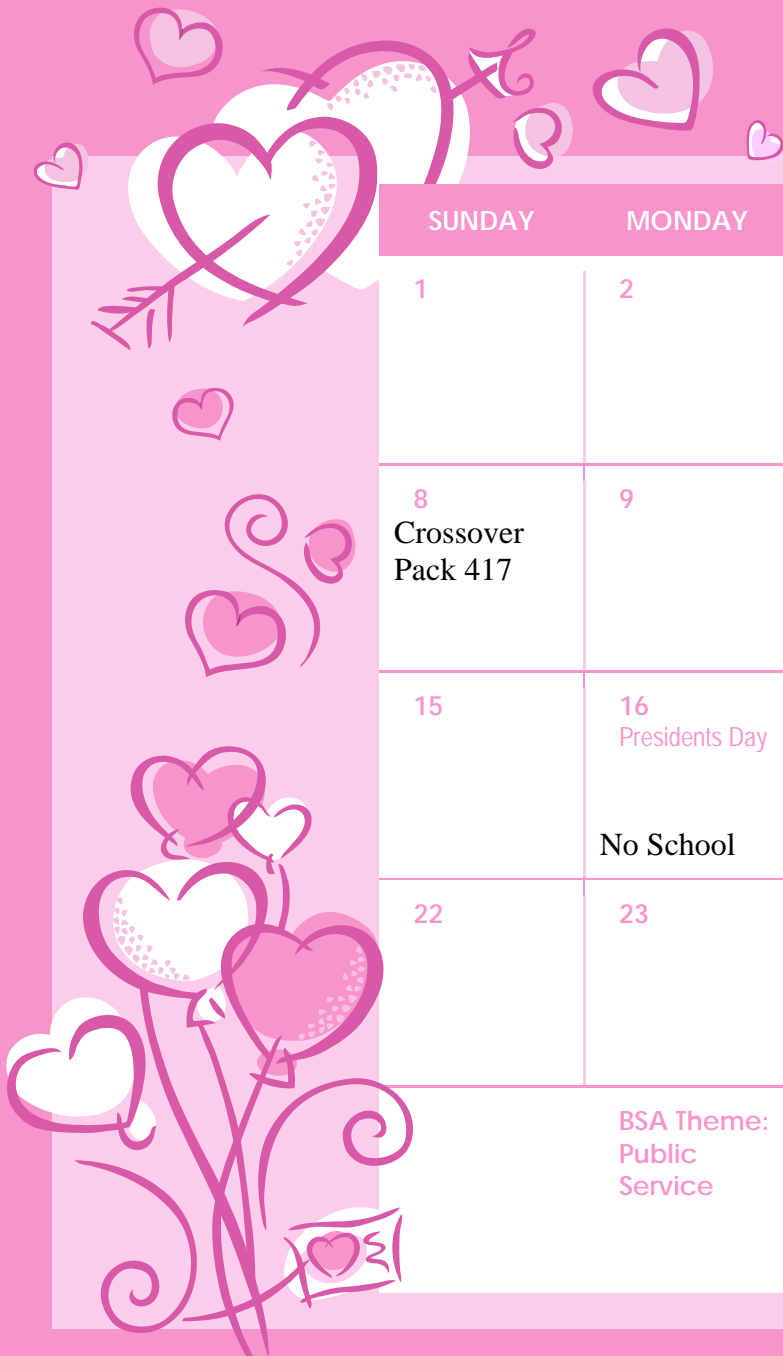 SUNDAY MONDAY
1 2
8 9
Crossover
Pack 417
15 16
Presidents Day
No School
22 23
BSA Theme:
Public
Service